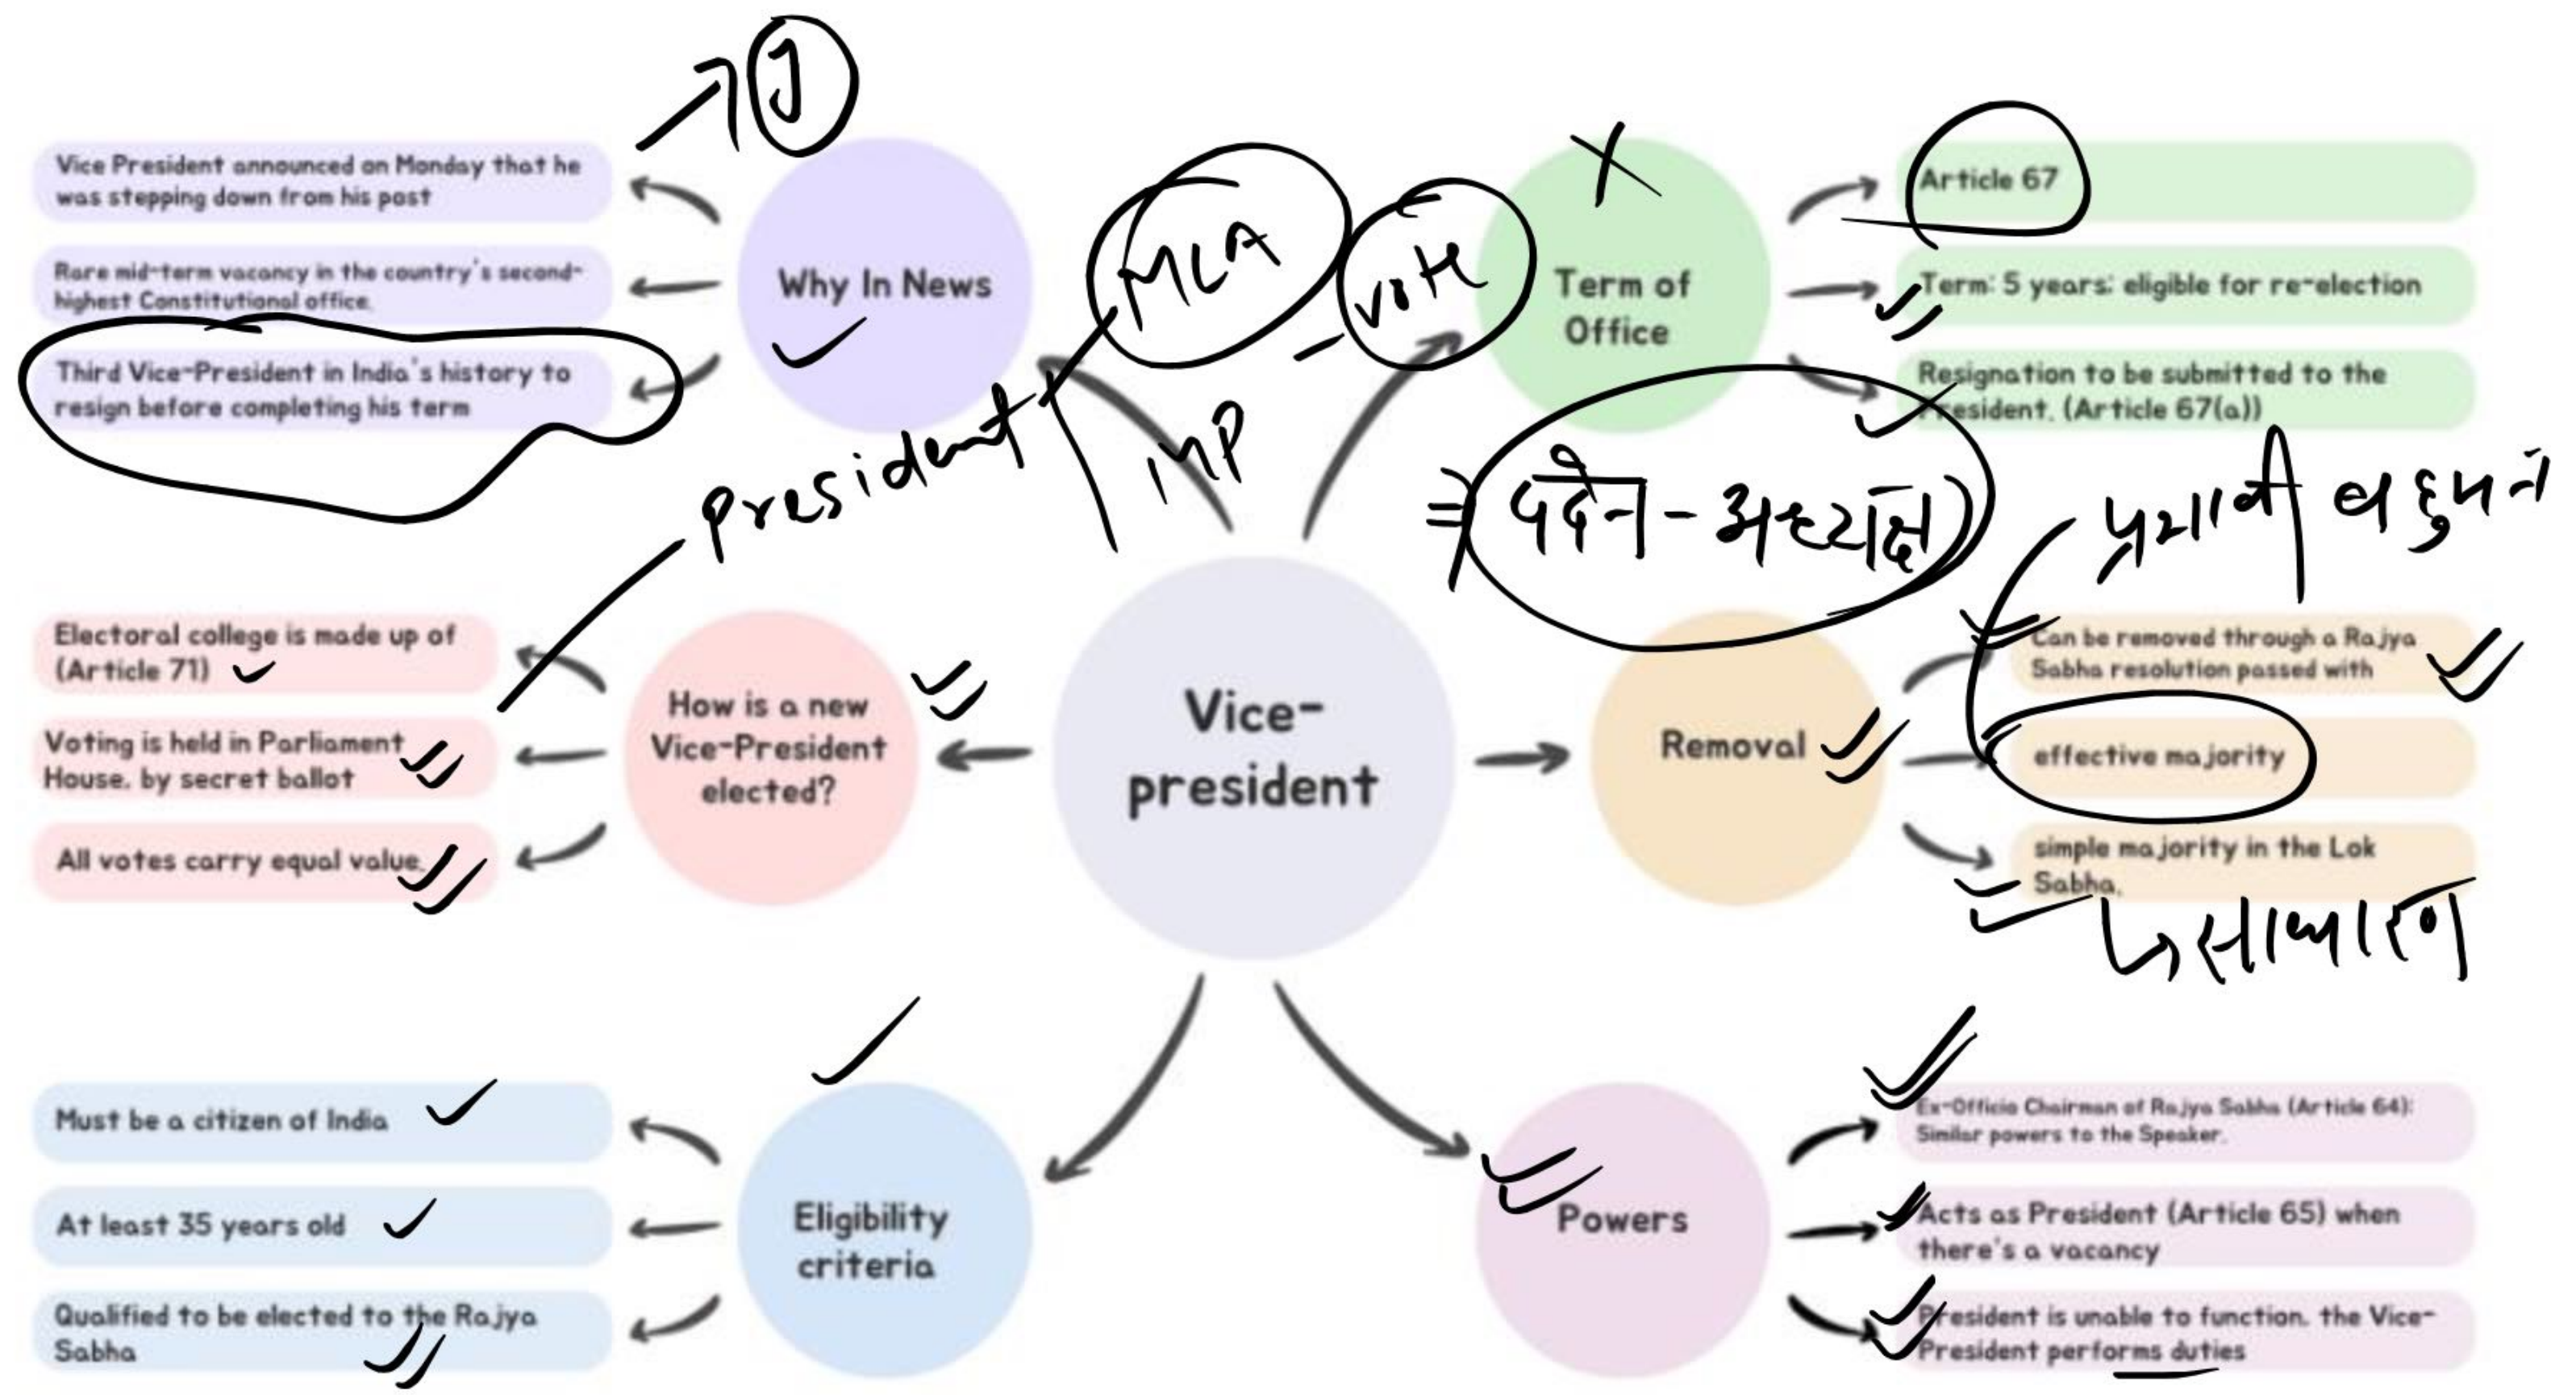 J
Vice President announced on Monday that he
was stepping down from his post
Rare mid-term vacancy in the country's second-
highest Constitutional office.
Third Vice-President in India's history to
resign before completing his term
Why In News
MLA
vote
president
MP
Term of
Office
Article 67
Term: 5 years; eligible for re-election
Resignation to be submitted to the
President. (Article 67(a))
पदेन - अध्यक्ष
प्रभावी बहुमत
Electoral college is made up of
(Article 71)
Voting is held in Parliament
House, by secret ballot
All votes carry equal value.
How is a new
Vice-President
elected?
Vice-
president
Removal
Can be removed through a Rajya
Sabha resolution passed with
effective majority
simple majority in the Lok
Sabha.
साधारण
Must be a citizen of India
At least 35 years old
Qualified to be elected to the Rajya
Sabha
Eligibility
criteria
Powers
Ex-Officio Chairman of Rajya Sabha (Article 64):
Similar powers to the Speaker.
Acts as President (Article 65) when
there's a vacancy
President is unable to function, the Vice-
President performs duties